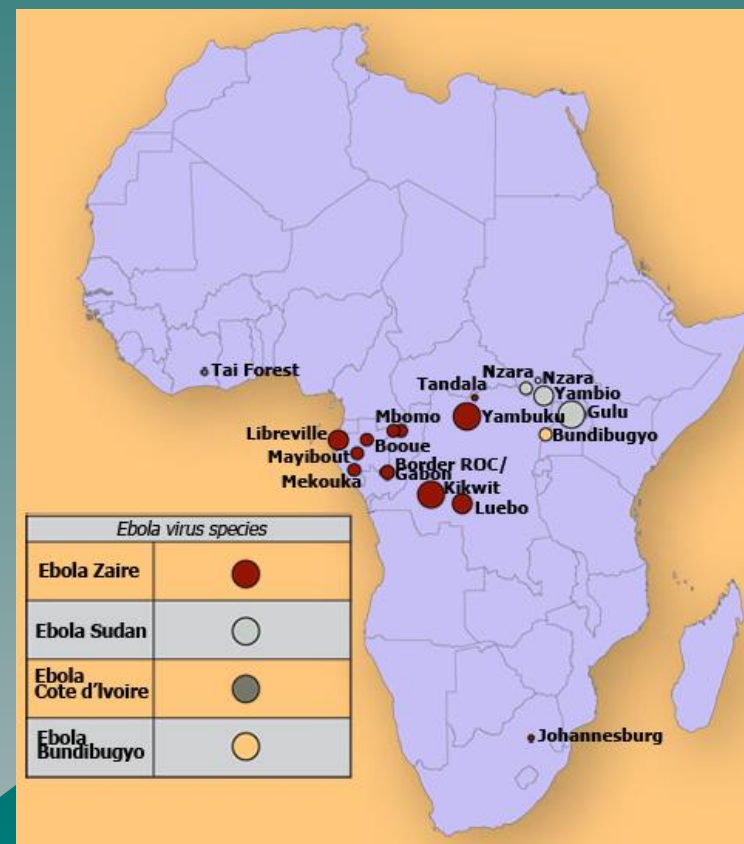 Tai Forest
Nzara
Nzara
Tandala
Yambio
Mbomo
Yambuku
Gulu
Libreville
Booue
Bundibugyo
Mayibout
Border ROC/
Gabon
Mekouka
Kikwit
Luebo
Ebola virus species
Ebola Zaire
Ebola Sudan
Ebola
Cote d'Ivoire
Ebola
Bundibugyo
Johannesburg